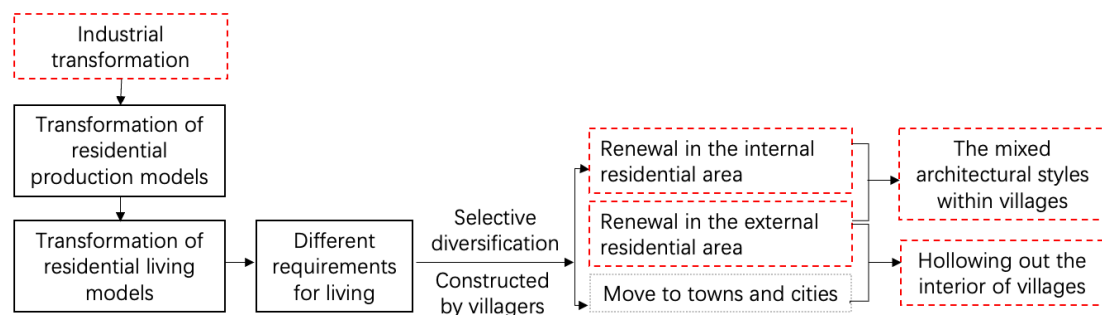 Industrial
transformation
Transformation of
residential
production models
Transformation of
residential living
models
Different
requirements
for living
Selective
diversification
Constructed
by villagers
Renewal in the internal
residential area
Renewal in the external
residential area
Move to towns and cities
The mixed
architectural styles
within villages
Hollowing out the
interior of villages